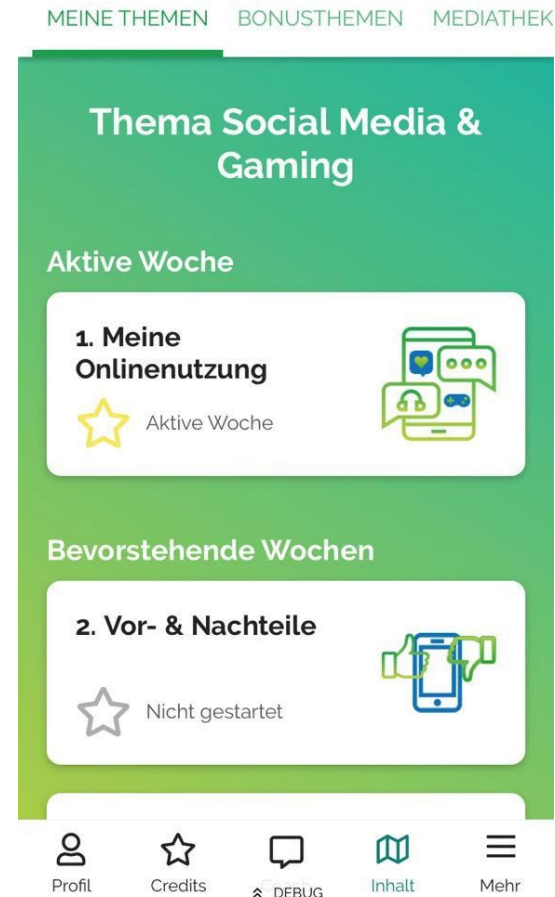 MEINE THEMEN BONUSTHEMEN MEDIATHEK
Thema Social Media &
Gaming
Aktive Woche
1. Meine
Onlinenutzung
Aktive Woche
Bevorstehende Wochen
2. Vor- & Nachteile
Nicht gestartet
Profil Credits DEBUG Inhalt Mehr